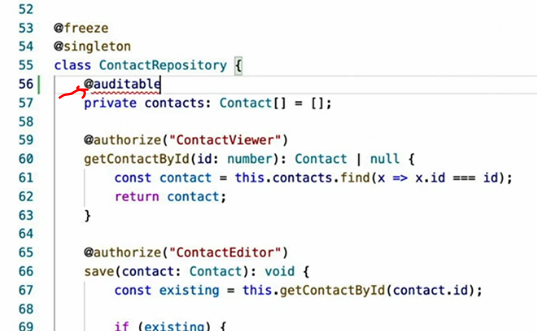 52
53 @freeze
54 @singleton
55 class ContactRepository {
56 @auditable
57 private contacts: Contact[] = [];
58
59 @authorize("ContactViewer")
60 getContactById(id: number): Contact | null {
61 const contact = this.contacts.find(x => x.id === id);
62 return contact;
63 }
64
65 @authorize("ContactEditor")
66 save(contact: Contact): void {
67 const existing = this.getContactById(contact.id);
68
69 if (existing) {